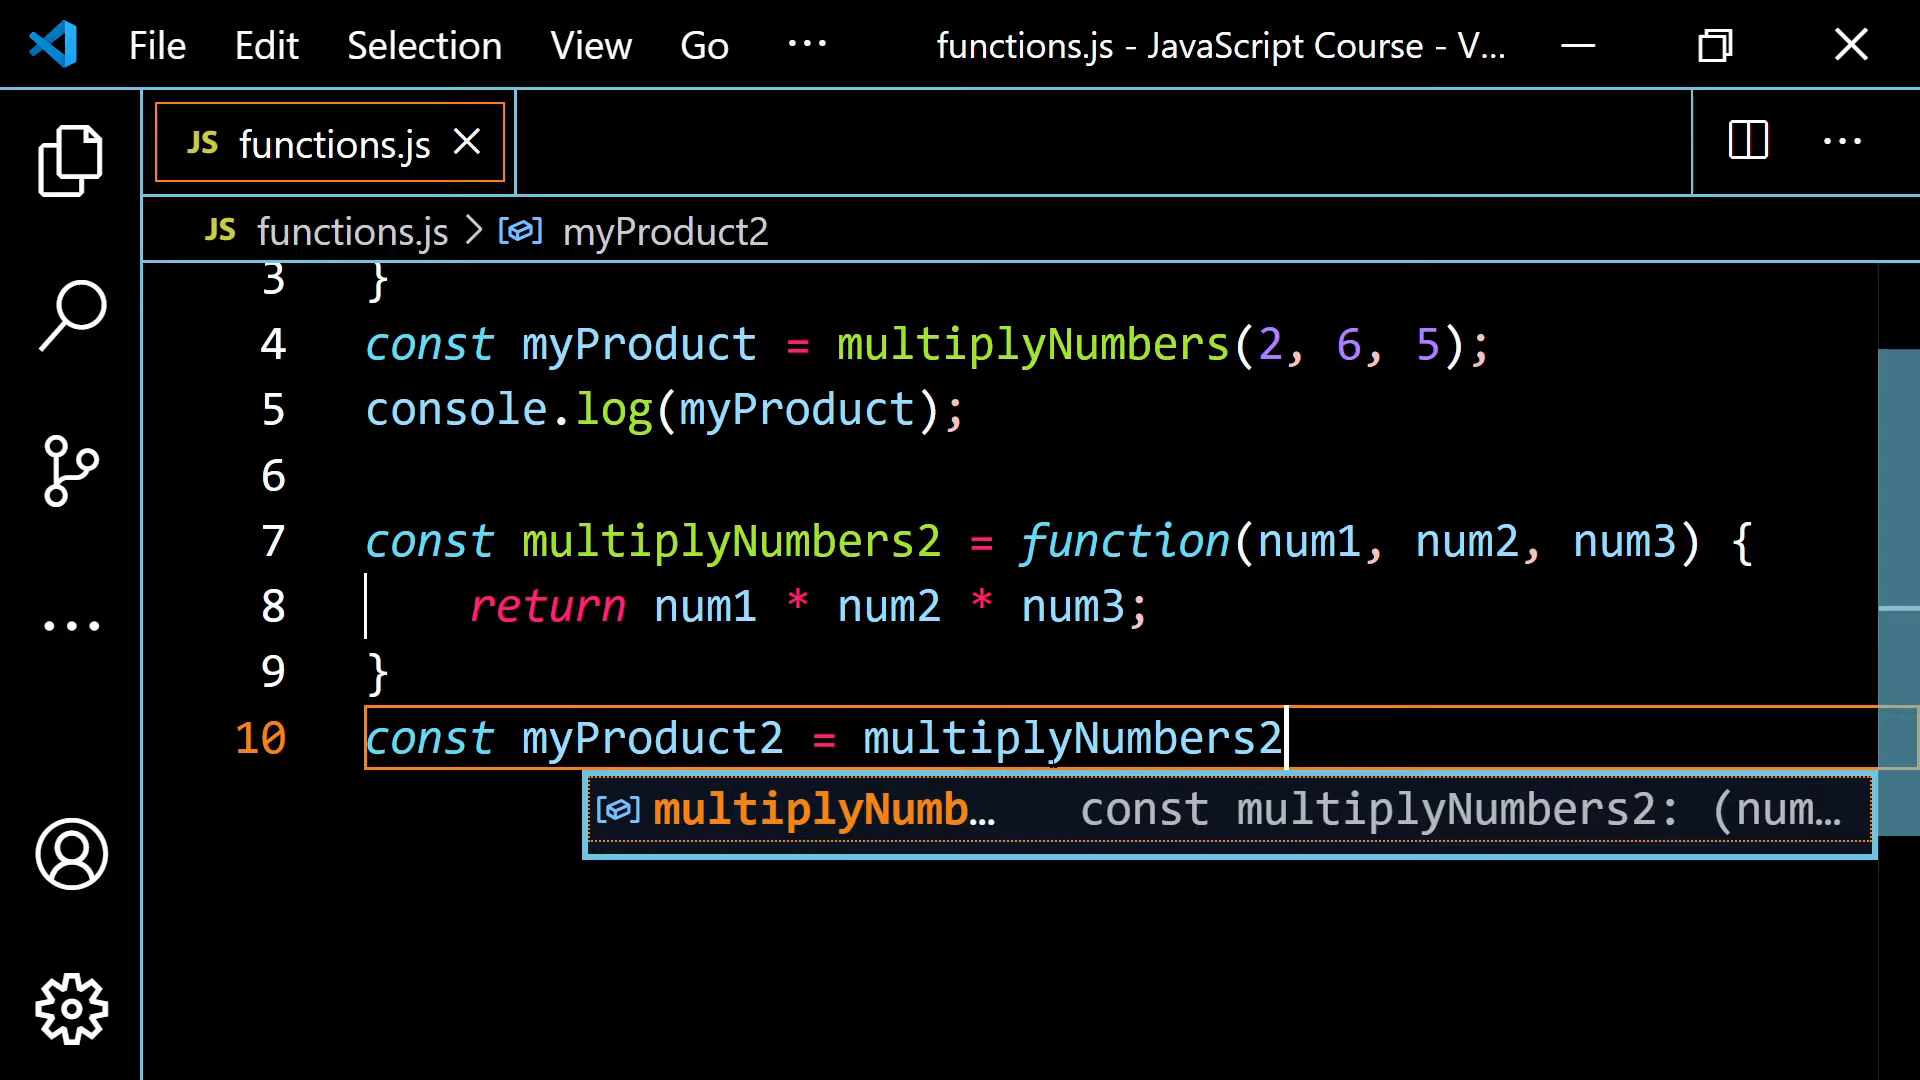 File Edit Selection View Go ··· functions.js - JavaScript Course - V...
JS functions.js
JS functions.js > myProduct2
3 }
4 const myProduct = multiplyNumbers(2, 6, 5);
5 console.log(myProduct);
6
7 const multiplyNumbers2 = function(num1, num2, num3) {
8 return num1 * num2 * num3;
9 }
10 const myProduct2 = multiplyNumbers2
multiplyNumb... const multiplyNumbers2: (num...